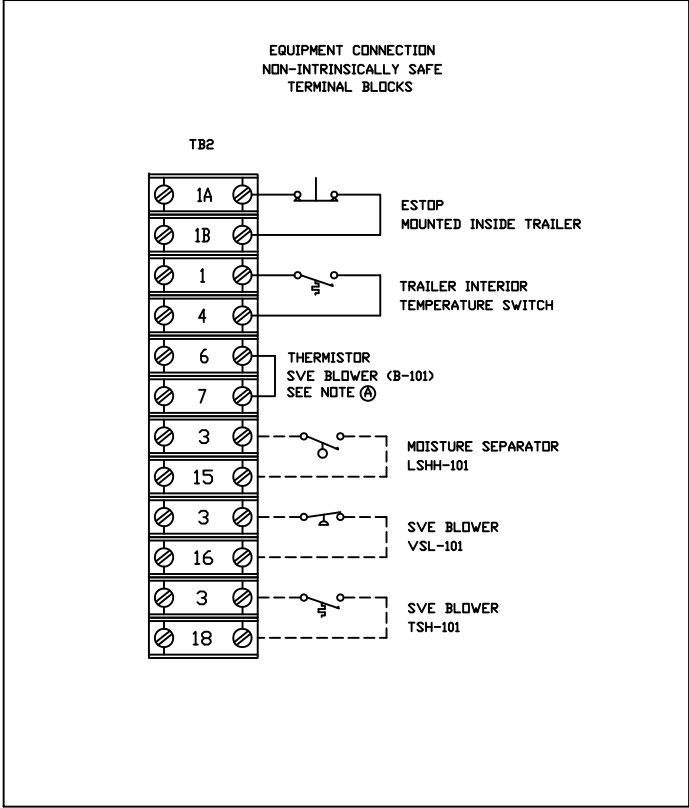 EQUIPMENT CONNECTION
NON-INTRINSICALLY SAFE
TERMINAL BLOCKS
TB2
1A
1B
ESTOP
MOUNTED INSIDE TRAILER
1
4
TRAILER INTERIOR
TEMPERATURE SWITCH
6
7
THERMISTOR
SVE BLOWER (B-101)
SEE NOTE A
3
15
MOISTURE SEPARATOR
LSHH-101
3
16
SVE BLOWER
VSL-101
3
18
SVE BLOWER
TSH-101